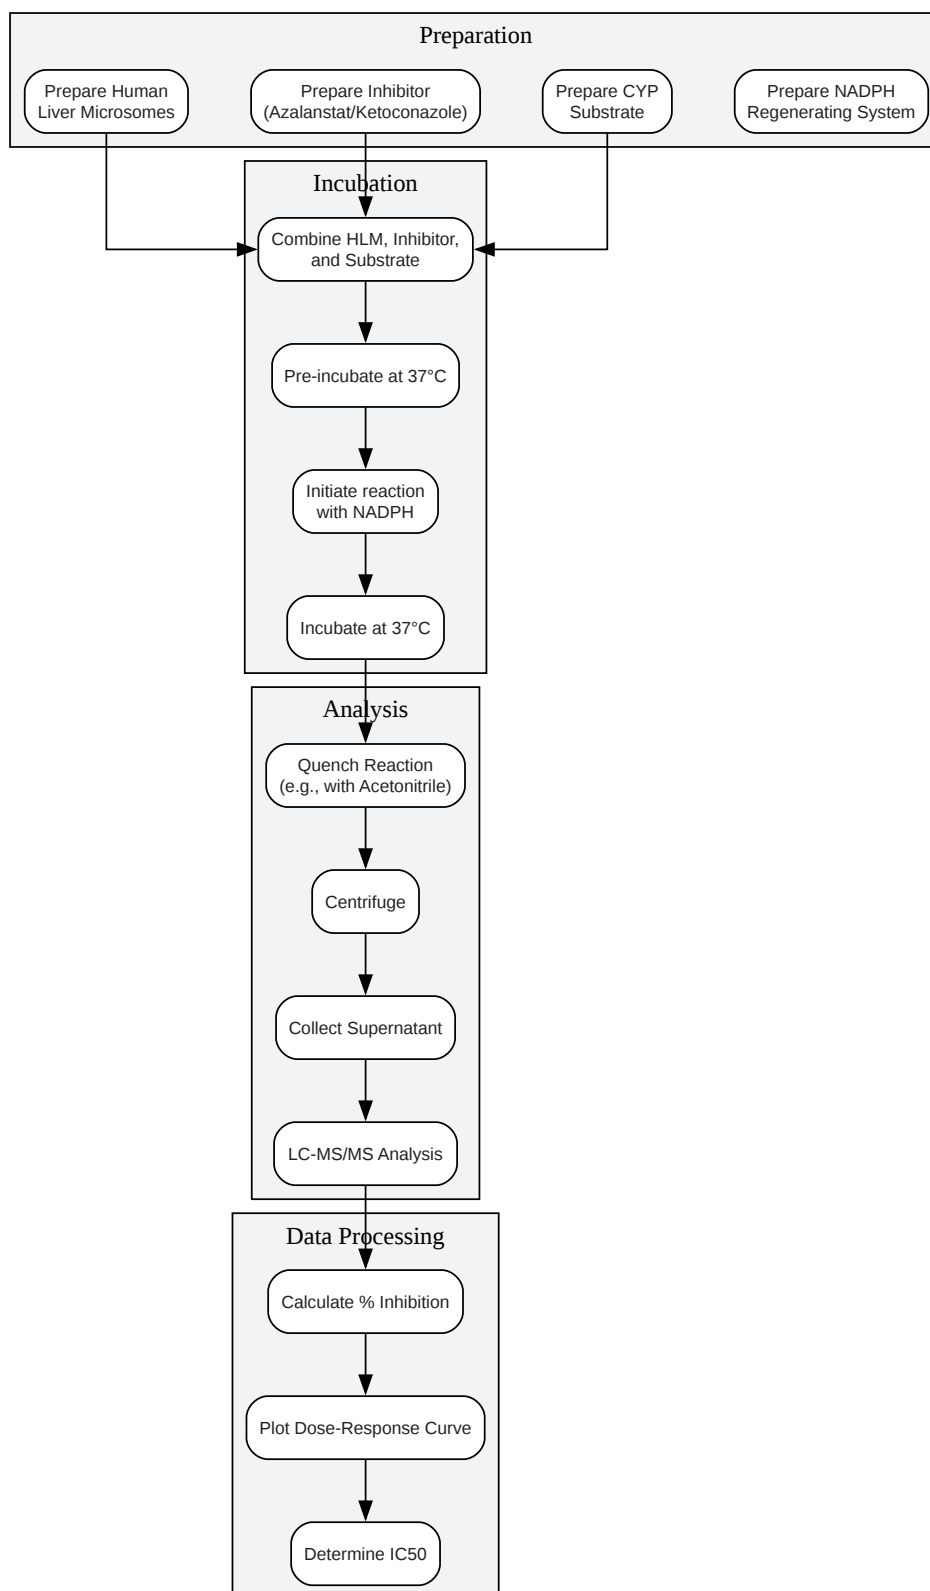 Preparation
Prepare Human
Liver Microsomes
Prepare Inhibitor
(Azalanstat/Ketoconazole)
Prepare CYP
Substrate
Prepare NADPH
Regenerating System
Incubation
Combine HLM, Inhibitor,
and Substrate
Pre-incubate at 37°C
Initiate reaction
with NADPH
Incubate at 37°C
Analysis
Quench Reaction
(e.g., with Acetonitrile)
Centrifuge
Collect Supernatant
LC-MS/MS Analysis
Data Processing
Calculate % Inhibition
Plot Dose-Response Curve
Determine IC50